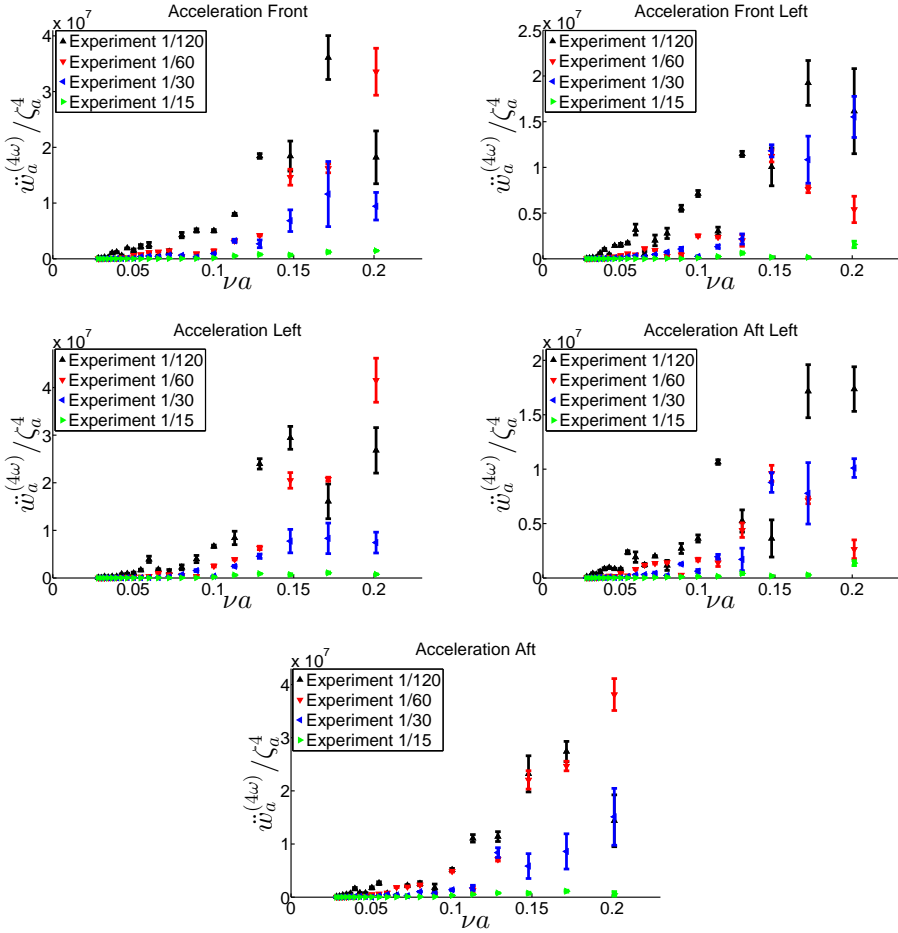 Acceleration Front
x 10^7
4
2
0
ẅ_a^(4ω)/ζ_a^4
Experiment 1/120
Experiment 1/60
Experiment 1/30
Experiment 1/15
0 0.05 0.1 0.15 0.2
νa
Acceleration Front Left
x 10^7
2.5
2
1.5
1
0.5
0
ẅ_a^(4ω)/ζ_a^4
Experiment 1/120
Experiment 1/60
Experiment 1/30
Experiment 1/15
0 0.05 0.1 0.15 0.2
νa
Acceleration Left
x 10^7
4
3
2
1
0
ẅ_a^(4ω)/ζ_a^4
Experiment 1/120
Experiment 1/60
Experiment 1/30
Experiment 1/15
0 0.05 0.1 0.15 0.2
νa
Acceleration Aft Left
x 10^7
2
1.5
1
0.5
0
ẅ_a^(4ω)/ζ_a^4
Experiment 1/120
Experiment 1/60
Experiment 1/30
Experiment 1/15
0 0.05 0.1 0.15 0.2
νa
Acceleration Aft
x 10^7
4
3
2
1
0
ẅ_a^(4ω)/ζ_a^4
Experiment 1/120
Experiment 1/60
Experiment 1/30
Experiment 1/15
0 0.05 0.1 0.15 0.2
νa